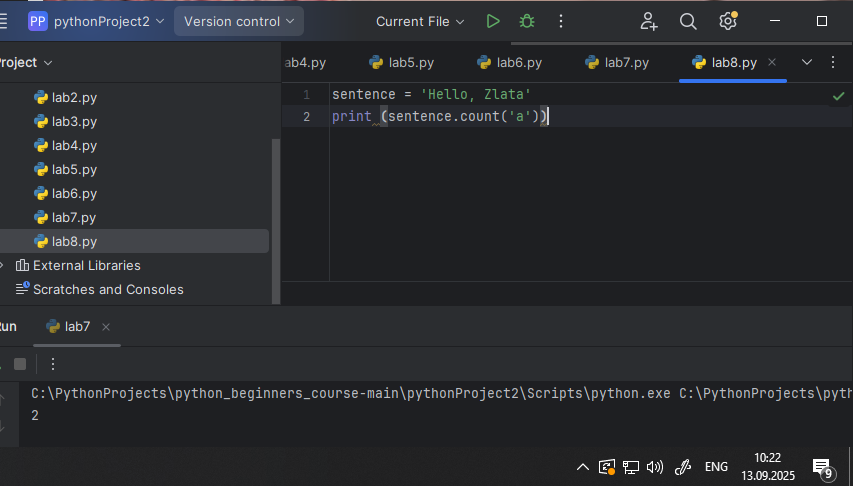 PP pythonProject2 Version control Current File
Project
ab4.py lab5.py lab6.py lab7.py lab8.py
lab2.py
lab3.py
lab4.py
lab5.py
lab6.py
lab7.py
lab8.py
External Libraries
Scratches and Consoles
1 sentence = 'Hello, Zlata'
2 print (sentence.count('a'))
Run lab7
C:\PythonProjects\python_beginners_course-main\pythonProject2\Scripts\python.exe C:\PythonProjects\pyth
2
ENG
10:22
13.09.2025
9